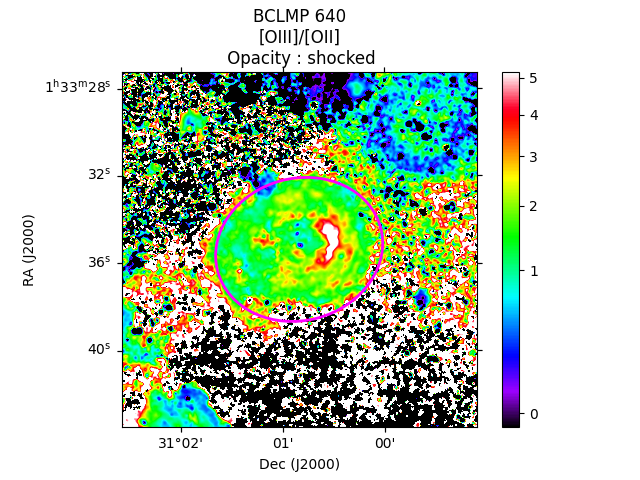 BCLMP 640
[OIII]/[OII]
Opacity : shocked
1ʰ33ᵐ28ˢ
32ˢ
36ˢ
40ˢ
RA (J2000)
31°02'
01'
00'
Dec (J2000)
5
4
3
2
1
0